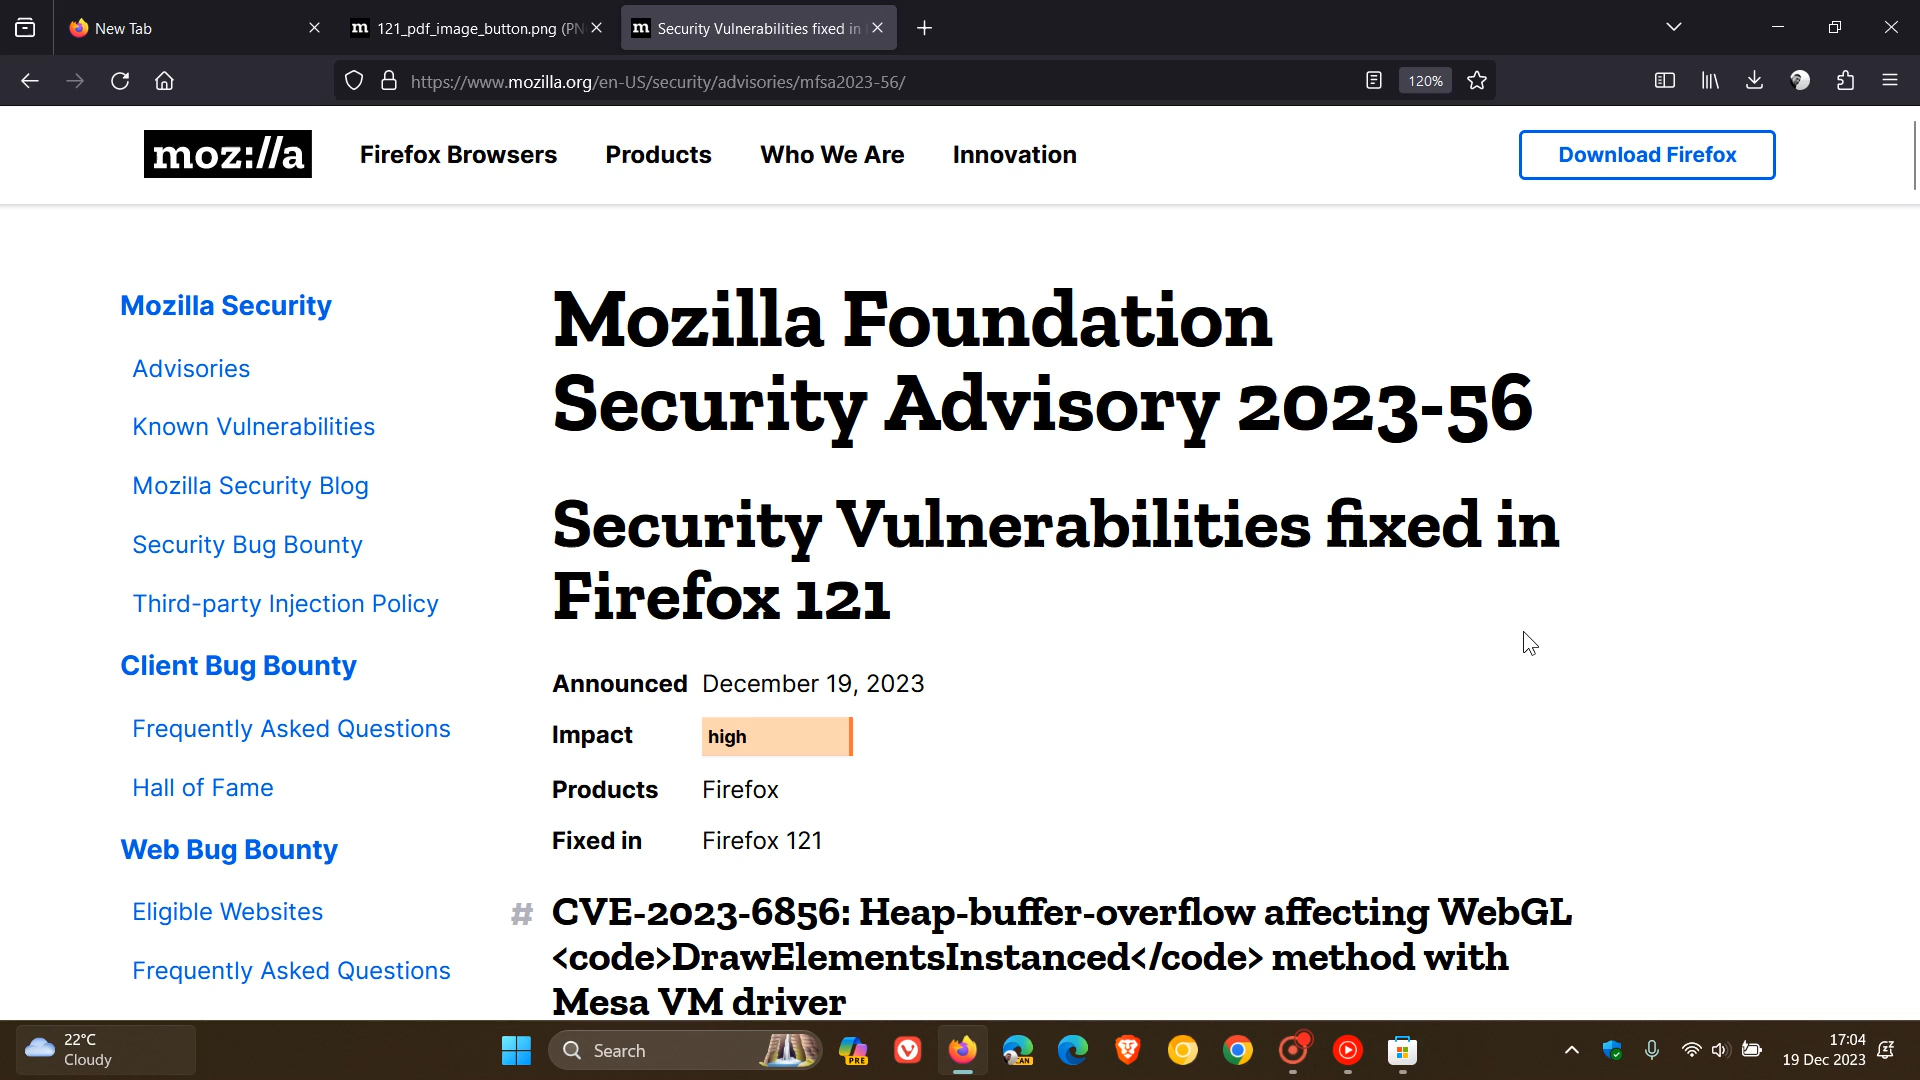 New Tab
121_pdf_image_button.png (PN
Security Vulnerabilities fixed in
https://www.mozilla.org/en-US/security/advisories/mfsa2023-56/
120%
moz://a
Firefox Browsers
Products
Who We Are
Innovation
Download Firefox
Mozilla Security
Advisories
Known Vulnerabilities
Mozilla Security Blog
Security Bug Bounty
Third-party Injection Policy
Client Bug Bounty
Frequently Asked Questions
Hall of Fame
Web Bug Bounty
Eligible Websites
Frequently Asked Questions
Mozilla Foundation
Security Advisory 2023-56
Security Vulnerabilities fixed in
Firefox 121
Announced December 19, 2023
Impact high
Products Firefox
Fixed in Firefox 121
# CVE-2023-6856: Heap-buffer-overflow affecting WebGL
<code>DrawElementsInstanced</code> method with
Mesa VM driver
22°C
Cloudy
Search
PRE
CAN
17:04
19 Dec 2023